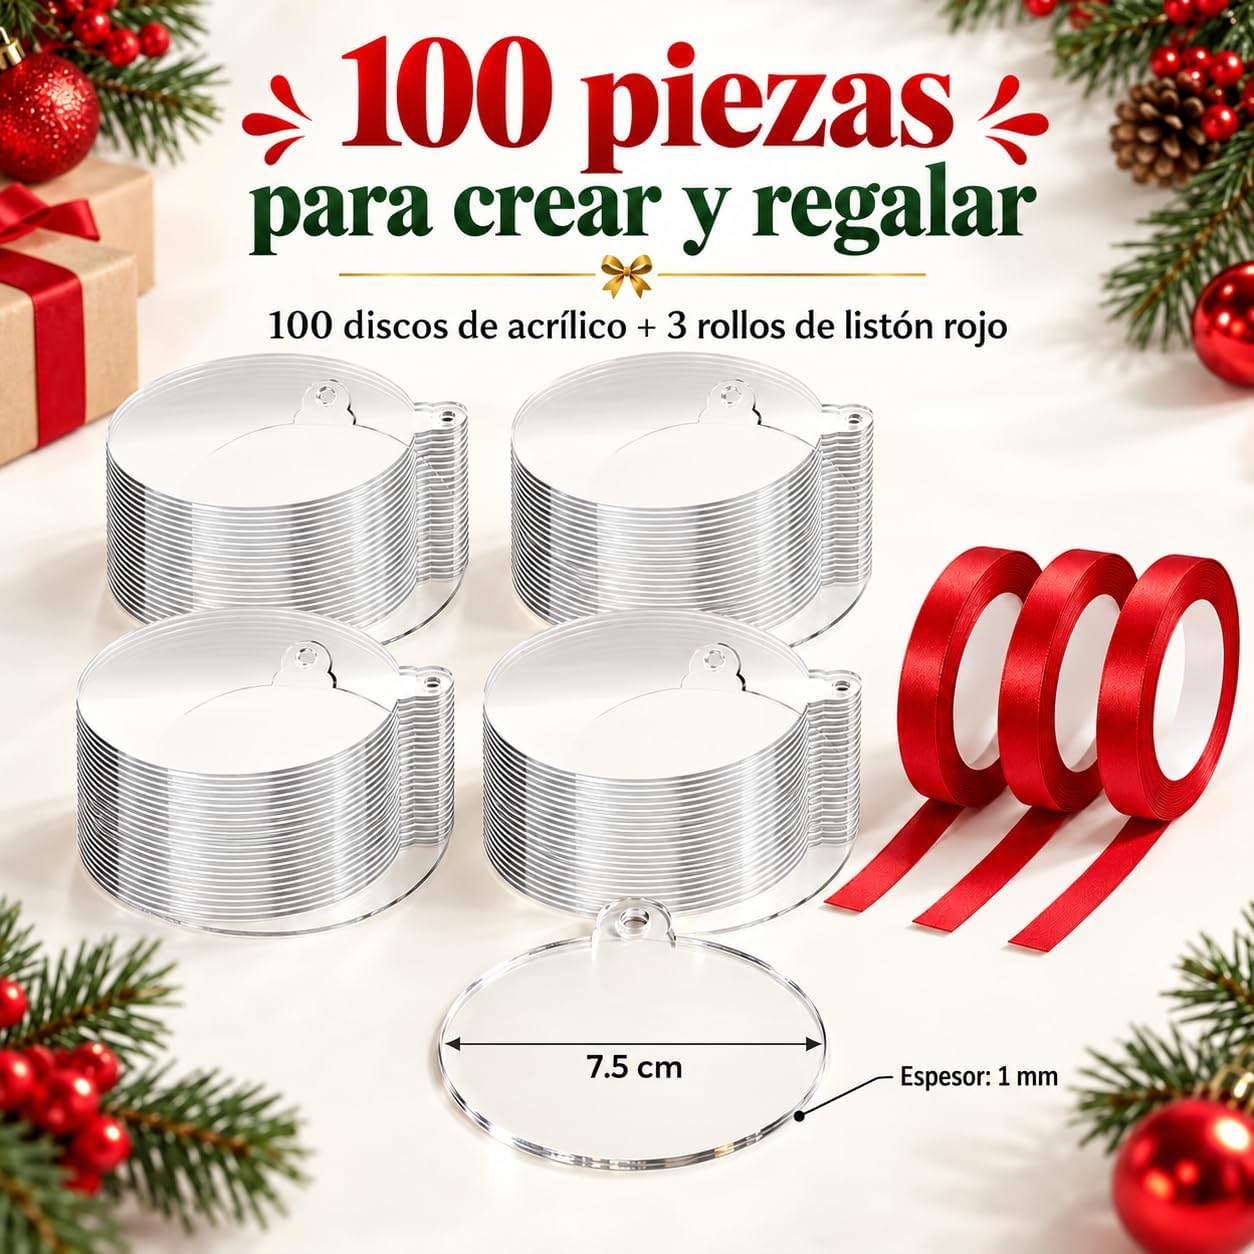 100 piezas
para crear y regalar
100 discos de acrílico + 3 rollos de listón rojo
7.5 cm
Espesor: 1 mm